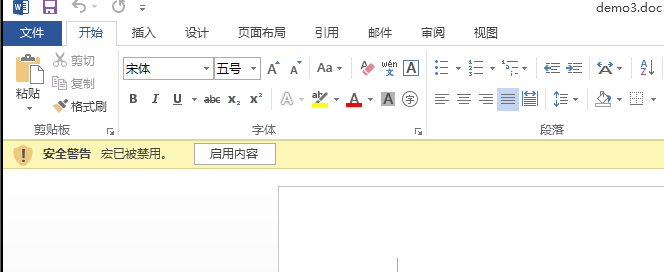 demo3.doc
文件 开始 插入 设计 页面布局 引用 邮件 审阅 视图
剪切
复制
粘贴 格式刷
宋体 五号 A A Aa wén 文 A
B I U abc x₂ x² A ab A A 字
剪贴板 字体 段落
安全警告 宏已被禁用。 启用内容